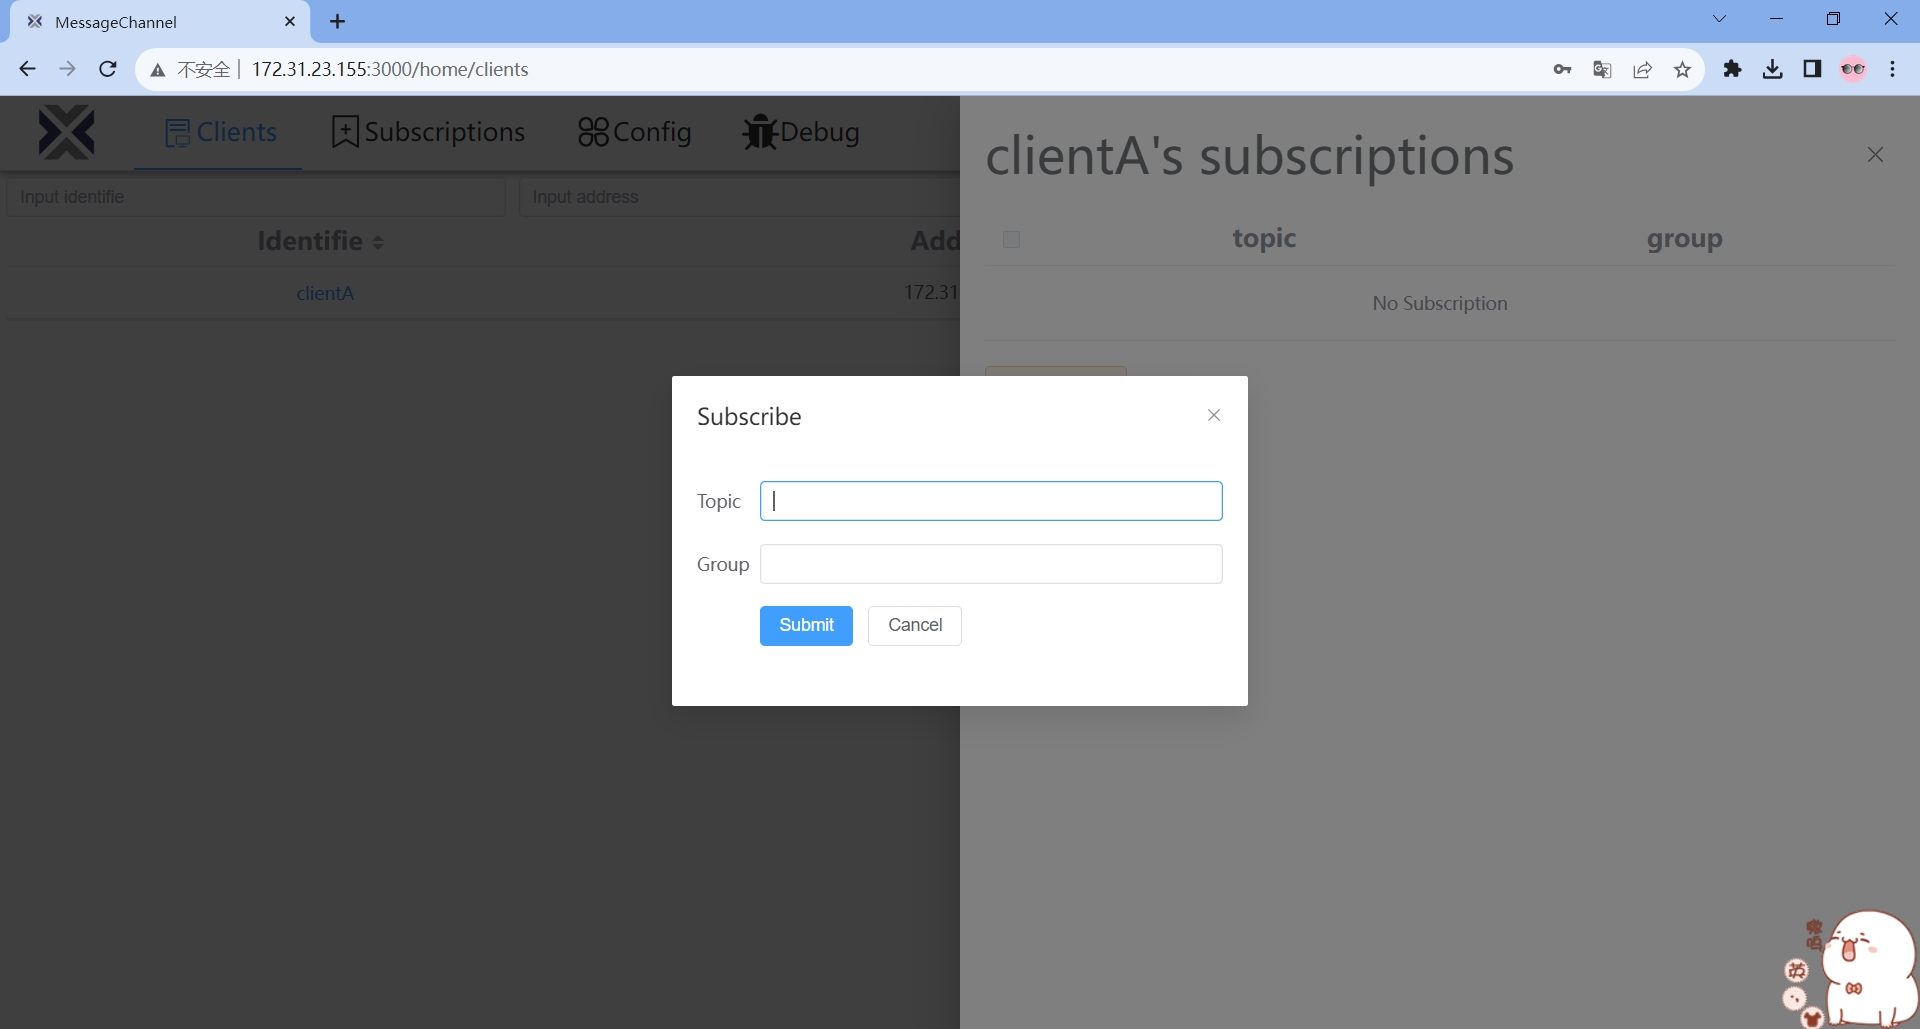 MessageChannel
不安全 172.31.23.155:3000/home/clients
Clients
Subscriptions
Config
Debug
Input identifie
Input address
Identifie
Add
clientA
172.31
clientA's subscriptions
topic
group
No Subscription
Subscribe
Topic
Group
Submit
Cancel
英